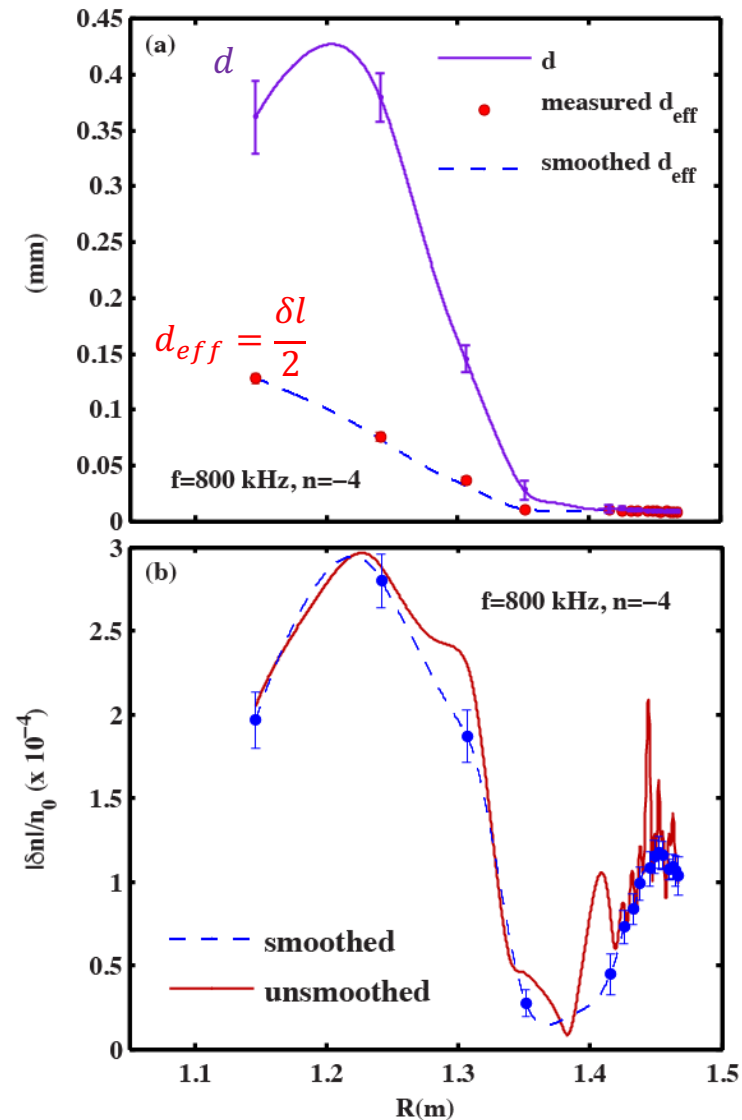 (a)
d
d
measured d_eff
smoothed d_eff
d_eff = δl/2
f=800 kHz, n=−4
(mm)
0.45
0.4
0.35
0.3
0.25
0.2
0.15
0.1
0.05
0
(b)
f=800 kHz, n=−4
smoothed
unsmoothed
|δn|/n_0 (x 10^−4)
3
2.5
2
1.5
1
0.5
0
1.1 1.2 1.3 1.4 1.5
R(m)